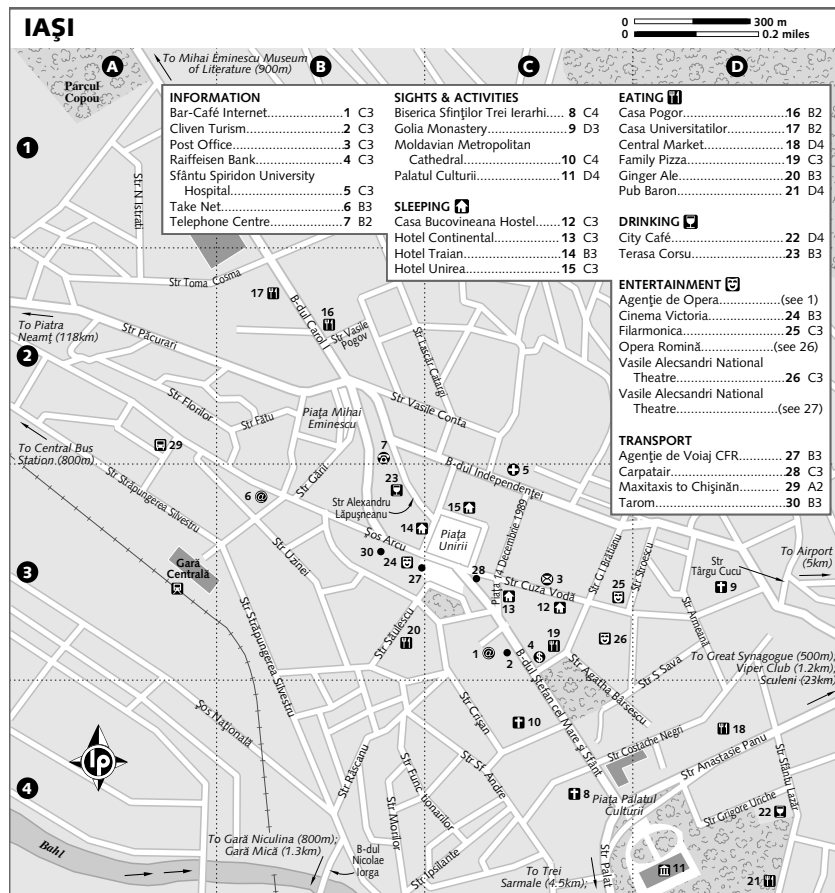 IAŞI
0 300 m
0 0.2 miles
A
B
C
D
To Mihai Eminescu Museum
of Literature (900m)
Parcul
Copou
INFORMATION
Bar-Café Internet.....................1 C3
Cliven Turism..........................2 C3
Post Office..............................3 C3
Raiffeisen Bank.......................4 C3
Sfântu Spiridon University
Hospital..............................5 C3
Take Net.................................6 B3
Telephone Centre....................7 B2
SIGHTS & ACTIVITIES
Biserica Sfinţilor Trei Ierarhi.....8 C4
Golia Monastery......................9 D3
Moldavian Metropolitan
Cathedral..........................10 C4
Palatul Culturii.......................11 D4
SLEEPING
Casa Bucovineana Hostel.......12 C3
Hotel Continental...................13 C3
Hotel Traian...........................14 B3
Hotel Unirea..........................15 C3
EATING
Casa Pogor............................16 B2
Casa Universitatilor................17 B2
Central Market.......................18 D4
Family Pizza...........................19 C3
Ginger Ale.............................20 B3
Pub Baron.............................21 D4
DRINKING
City Café...............................22 D4
Terasa Corsu..........................23 B3
ENTERTAINMENT
Agenţie de Opera...............(see 1)
Cinema Victoria.....................24 B3
Filarmonica............................25 C3
Opera Romină...................(see 26)
Vasile Alecsandri National
Theatre.............................26 C3
Vasile Alecsandri National
Theatre..........................(see 27)
TRANSPORT
Agenţie de Voiaj CFR.............27 B3
Carpatair...............................28 C3
Maxitaxis to Chişinăn.............29 A2
Tarom...................................30 B3
1
Str N Istrati
Str Toma Cosma
17
16
B-dul Carol I
Str Vasile
Pogov
Str Lascăr Catargi
To Piatra
Neamţ (118km)
Str Păcurari
2
Str Florilor
Str Fătu
Piaţa Mihai
Eminescu
Str Vasile Conta
To Central Bus
Station (800m)
29
7
B-dul Independenţei
5
Str Străpungerea Silvestru
6 @
Str Gării
23
Str Alexandru
Lăpuşneanu
15
14
Piaţa
Unirii
Piaţa 14 Decembrie 1989
Şos Arcu
30
24
27
28
Str Uzinei
3
Gară
Centrală
3
Str Cuza Vodă
13
12
Str G.I Brătianu
Str Stroescu
25
Str
Târgu Cucu
9
To Airport
(5km)
Str Armeană
Str Străpungerea Silvestru
Str Săulescu
20
1 @
2
4
$
19
26
Str Agatha Bârsescu
Str S Sava
To Great Synagogue (500m);
Viper Club (1.2km);
Sculeni (23km)
Şos Naţională
Str Crişan
10
B-dul Ştefan cel Mare şi Sfânt
Str Costache Negri
18
Str Anastasie Panu
lp
4
Str Râscanu
Str Func tionarilor
Str Sf. Andre
8
Piaţa Palatul
Culturii
Str Grigore Uriche
Str Sfântu Lazăr
22
Bahl
To Gară Niculina (800m);
Gară Mică (1.3km)
B-dul
Nicolae
Iorga
Str Morilor
Str Ipsilante
To Trei
Sarmale (4.5km);
Str Palat
11
21